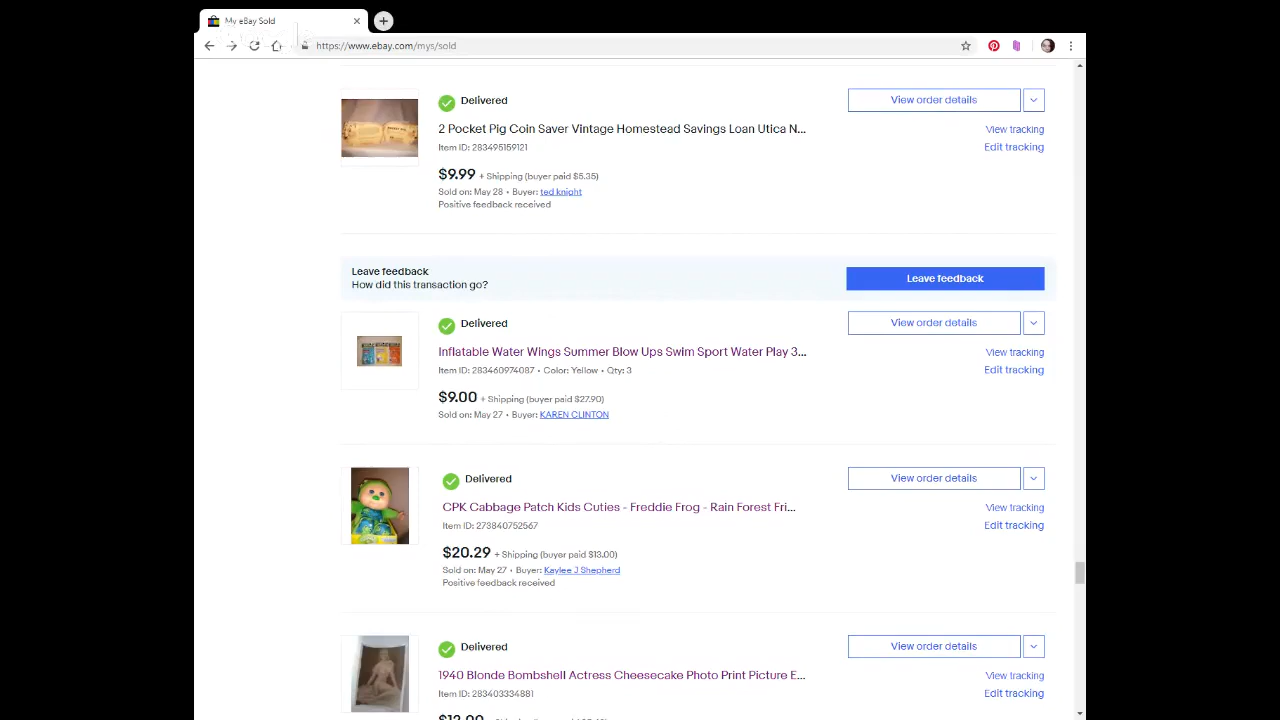 My eBay Sold
https://www.ebay.com/mys/sold
Delivered
View order details
2 Pocket Pig Coin Saver Vintage Homestead Savings Loan Utica N...
View tracking
Item ID: 283495159121
Edit tracking
$9.99 + Shipping (buyer paid $5.35)
Sold on: May 28 • Buyer: ted knight
Positive feedback received
Leave feedback
How did this transaction go?
Leave feedback
Delivered
View order details
Inflatable Water Wings Summer Blow Ups Swim Sport Water Play 3...
View tracking
Item ID: 283460974087 • Color: Yellow • Qty: 3
Edit tracking
$9.00 + Shipping (buyer paid $27.90)
Sold on: May 27 • Buyer: KAREN CLINTON
Delivered
View order details
CPK Cabbage Patch Kids Cuties - Freddie Frog - Rain Forest Fri...
View tracking
Item ID: 273840752567
Edit tracking
$20.29 + Shipping (buyer paid $13.00)
Sold on: May 27 • Buyer: Kaylee J Shepherd
Positive feedback received
Delivered
View order details
1940 Blonde Bombshell Actress Cheesecake Photo Print Picture E...
View tracking
Item ID: 283403334881
Edit tracking